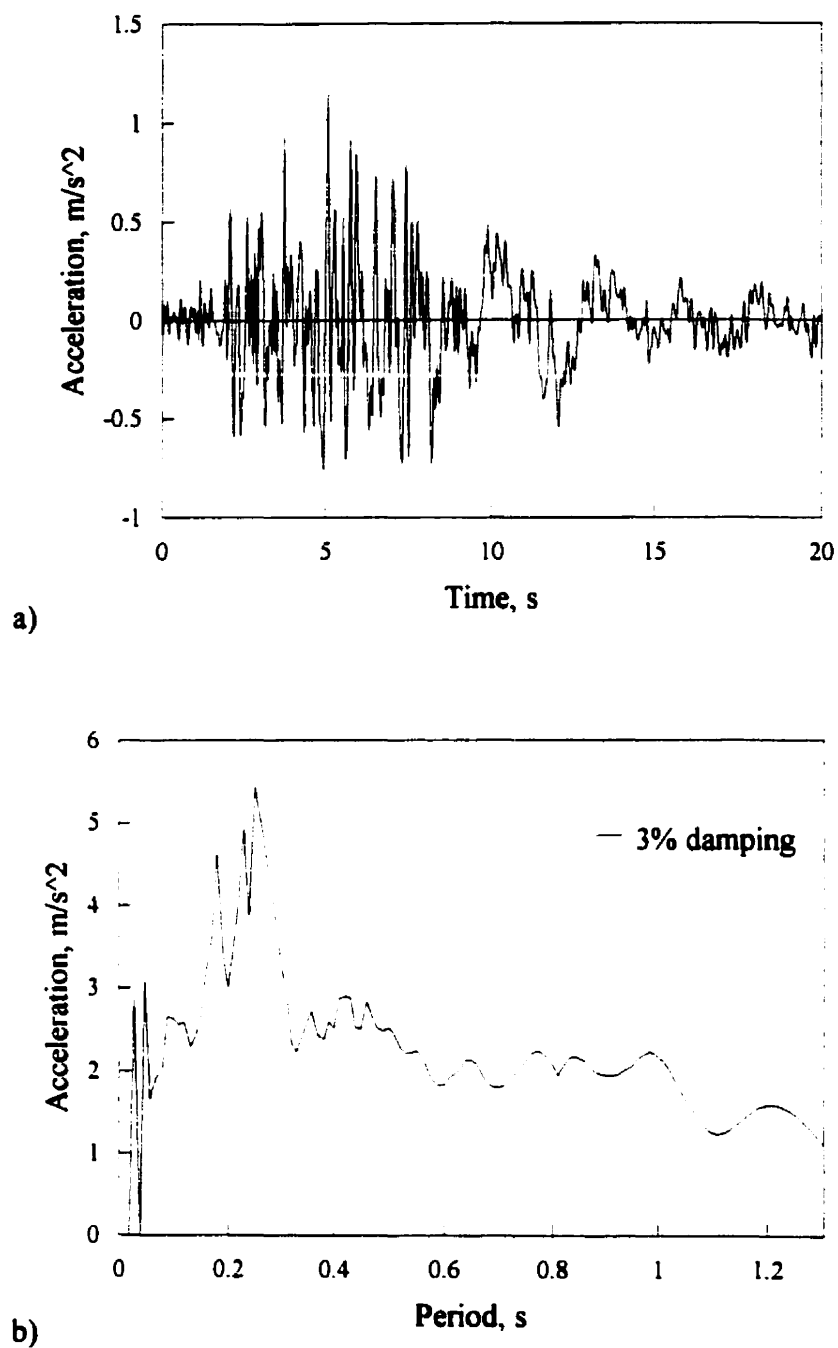 1.5
1
0.5
0
-0.5
-1
Acceleration, m/s^2
0 5 10 15 20
Time, s
a)
6
5
4
3
2
1
0
Acceleration, m/s^2
— 3% damping
0 0.2 0.4 0.6 0.8 1 1.2
Period, s
b)